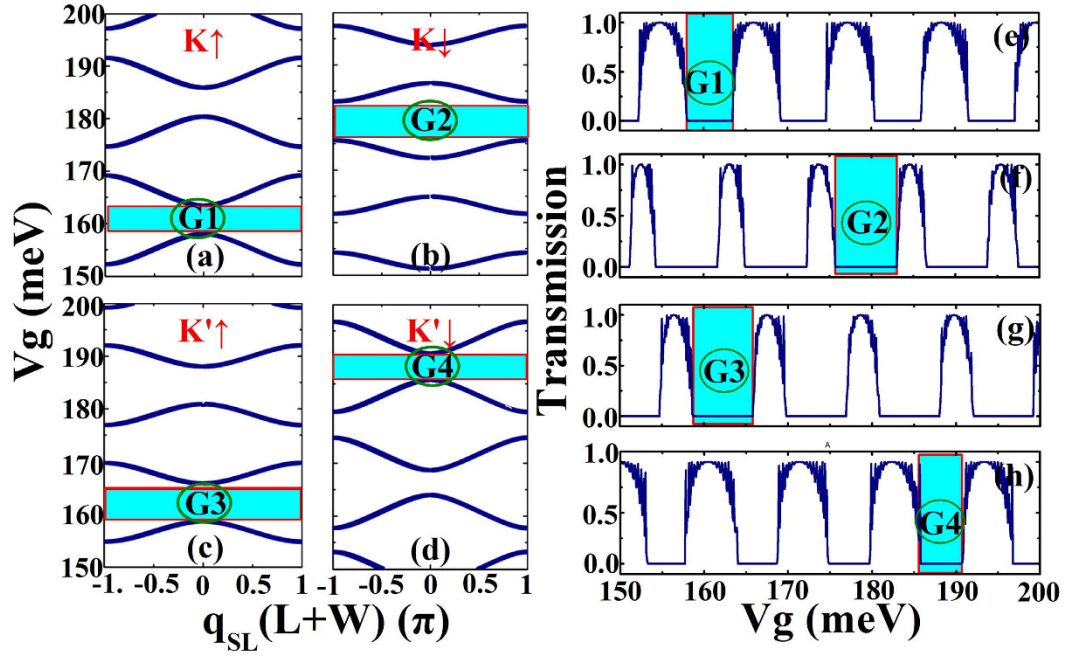 Vg (meV)
200
190
180
170
160
150
K↑
G1
(a)
K↓
G2
(b)
200
190
180
170
160
150
K'↑
G3
(c)
K'↓
G4
(d)
-1. -0.5 0 0.5 1
-1 -0.5 0 0.5 1
q_SL(L+W) (π)
Transmission
1.0
0.5
0.0
G1
(e)
1.0
0.5
0.0
G2
(f)
1.0
0.5
0.0
G3
(g)
A
1.0
0.5
0.0
G4
(h)
150 160 170 180 190 200
Vg (meV)